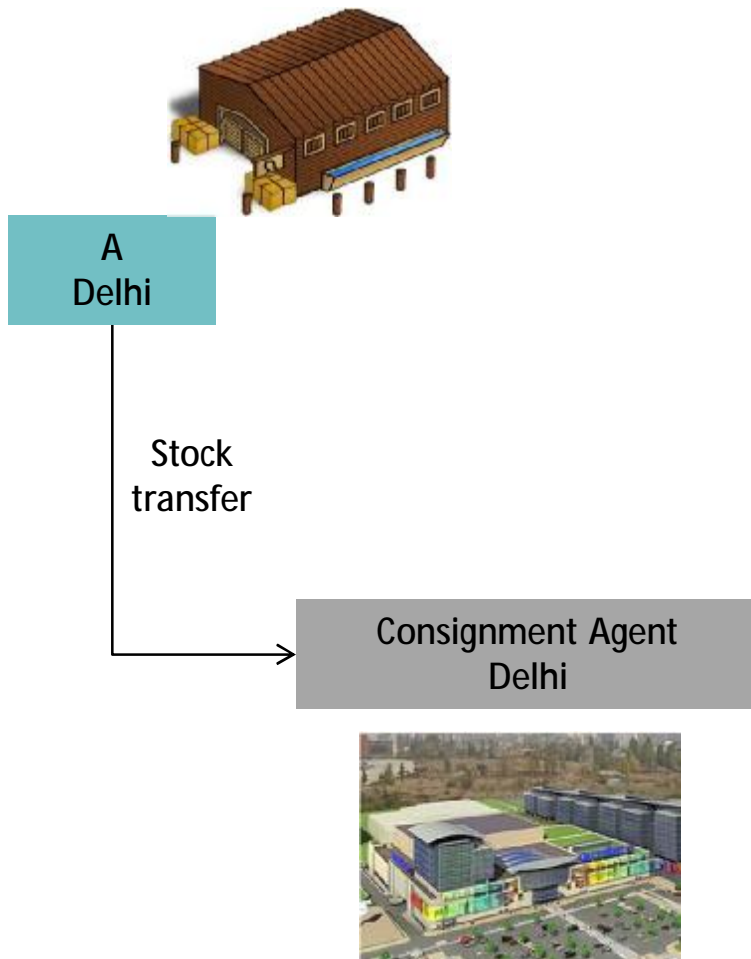 A
Delhi
Stock
transfer
Consignment Agent
Delhi